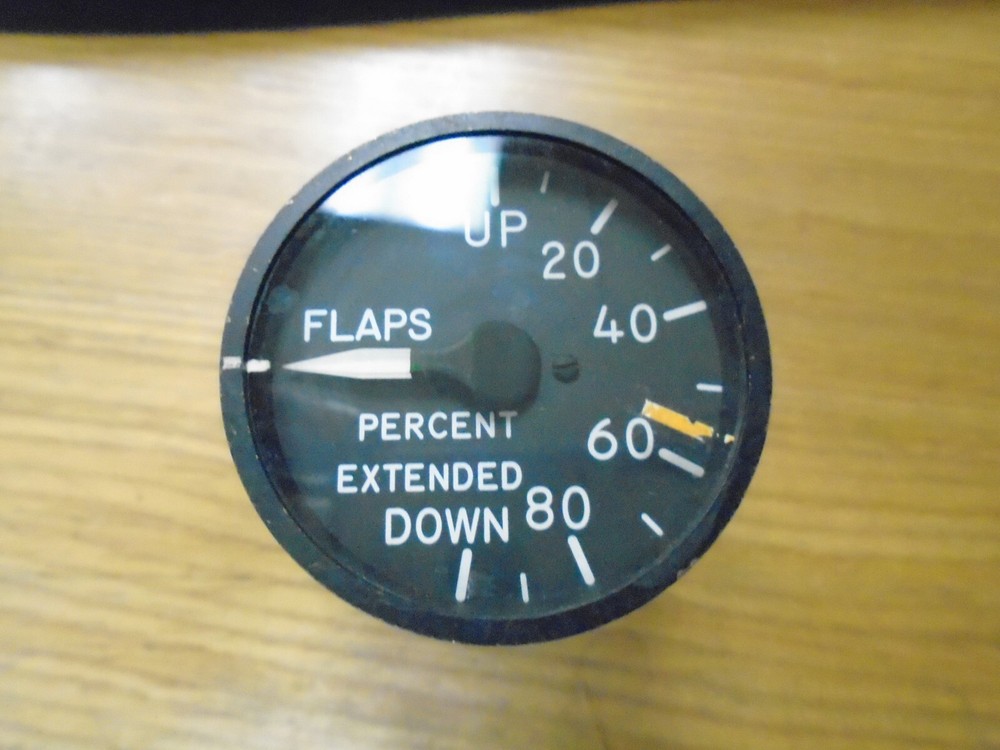 UP
20
40
FLAPS
PERCENT
60
EXTENDED
80
DOWN